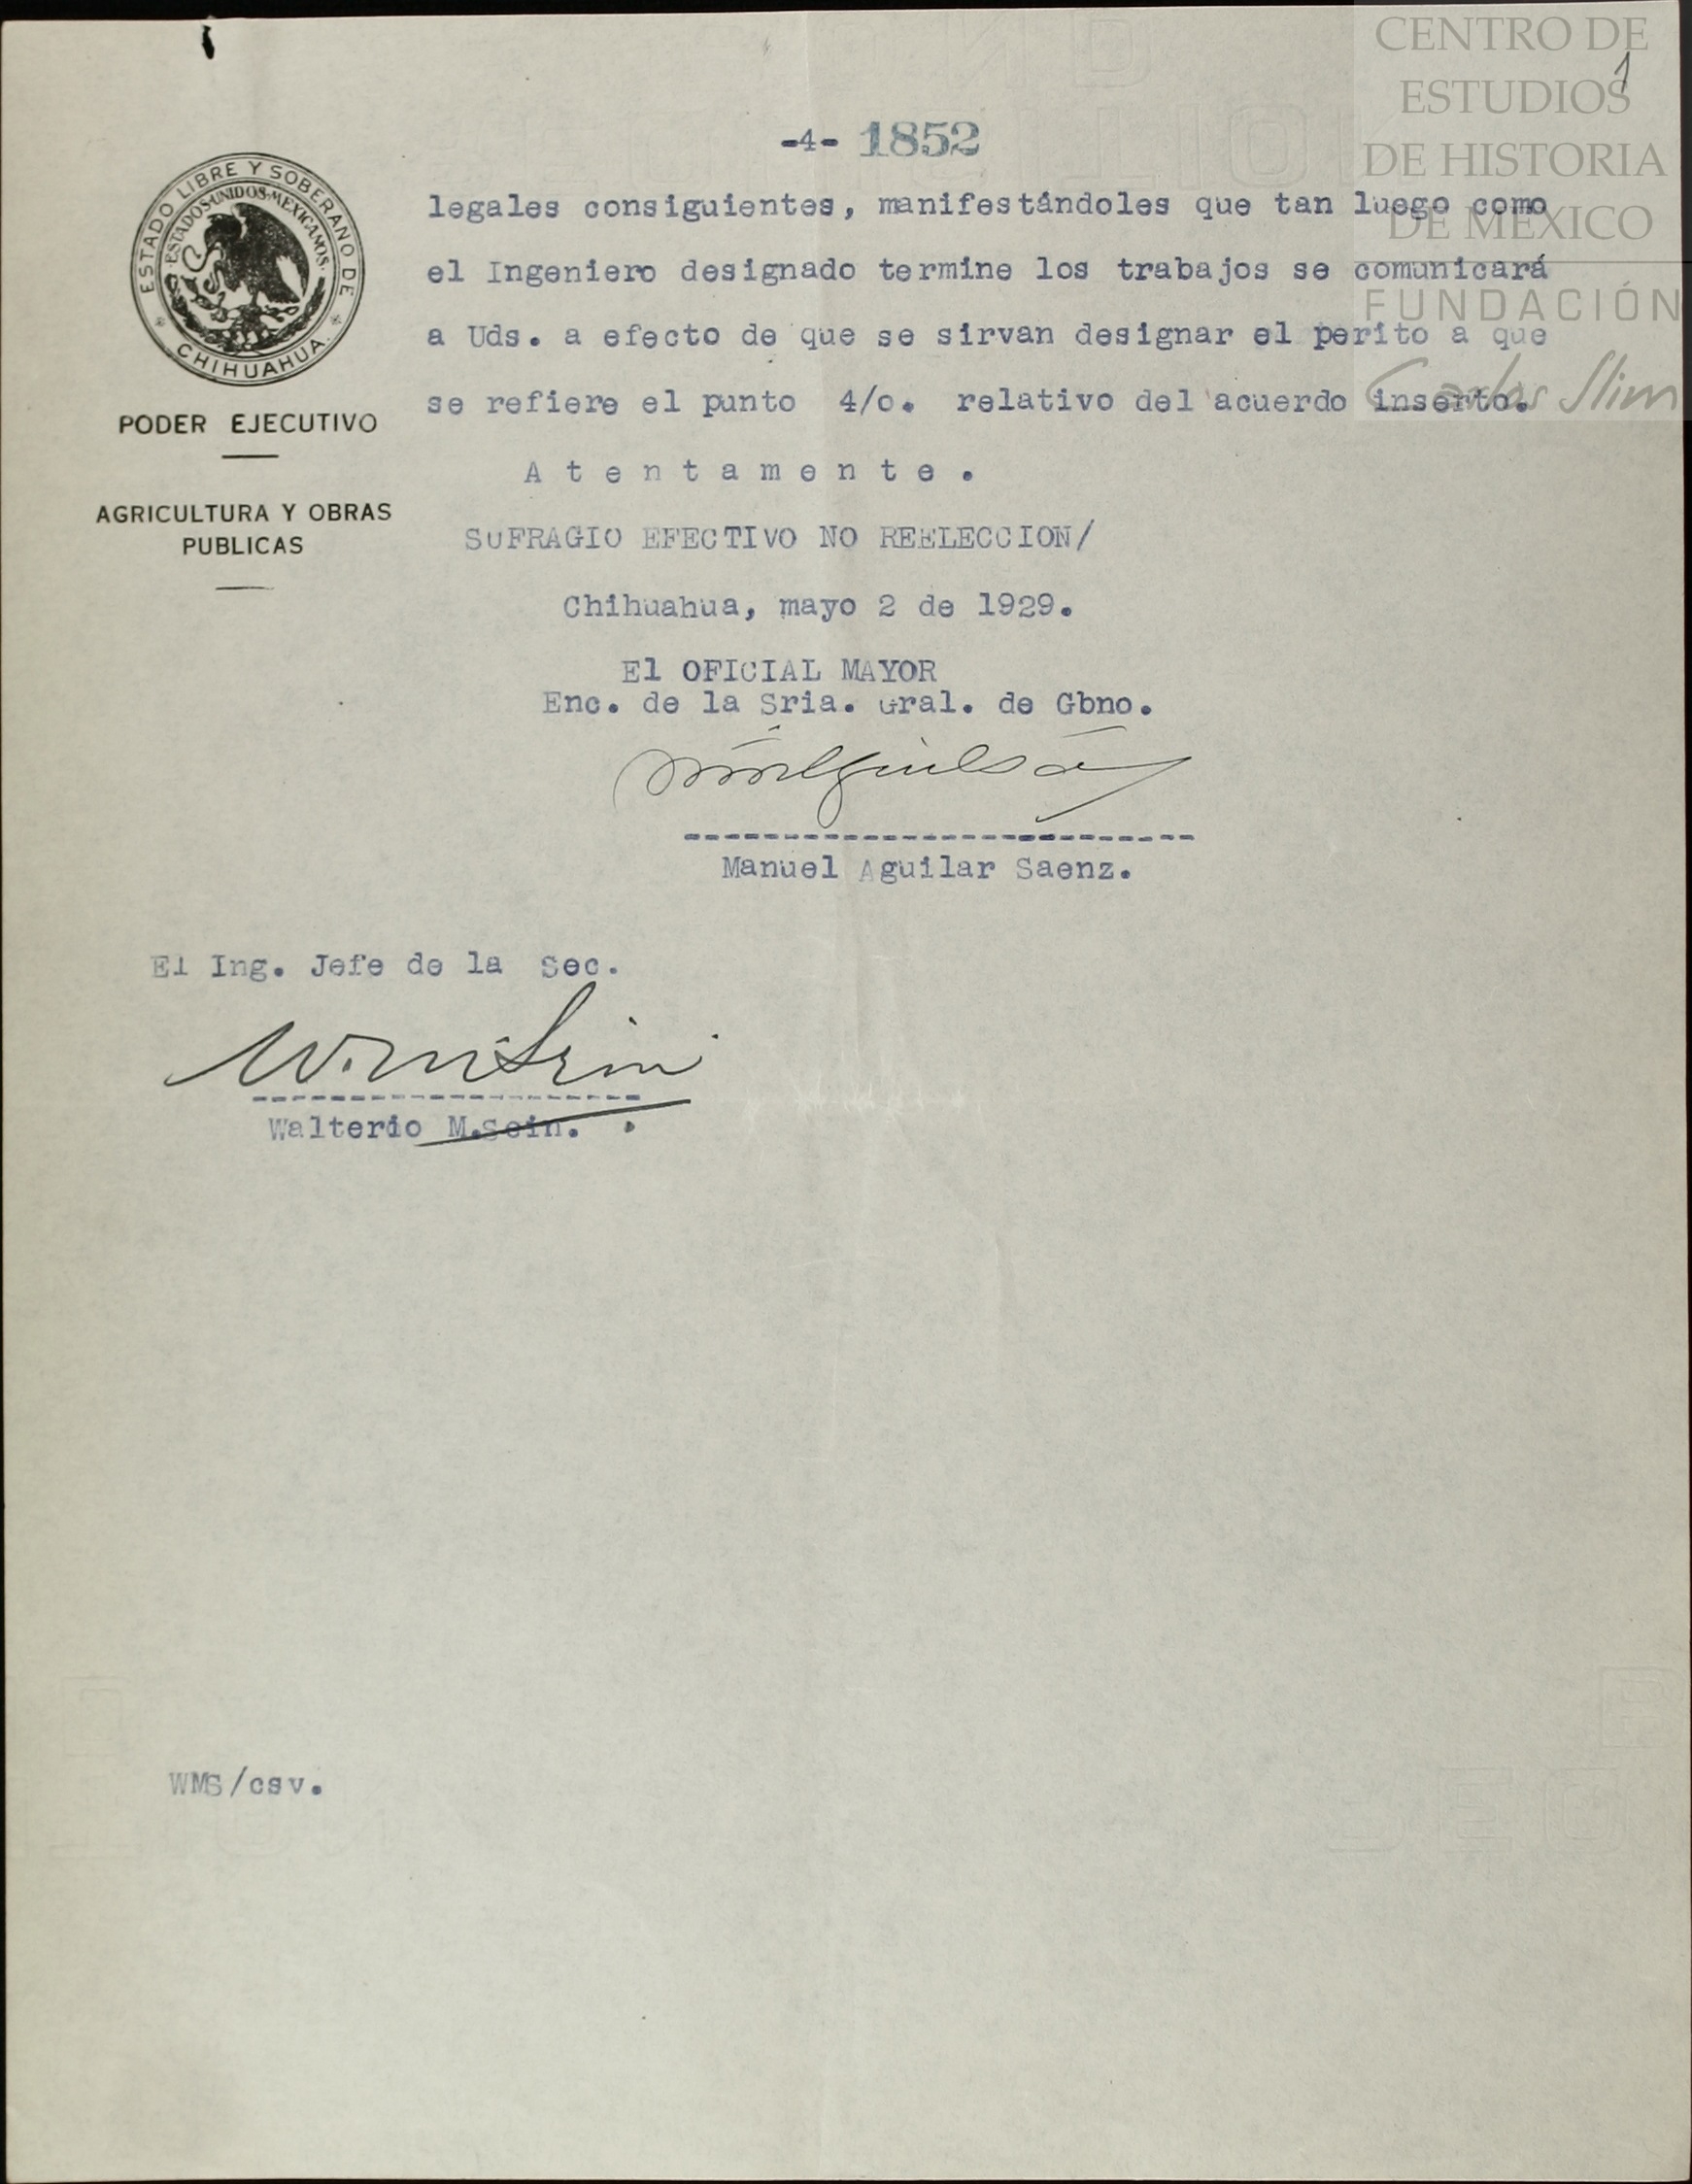 CENTRO DE
ESTUDIOS
DE HISTORIA
DE MÉXICO
FUNDACIÓN
Carlos Slim
1
-4- 1852
ESTADO LIBRE Y SOBERANO DE
CHIHUAHUA.
ESTADOS UNIDOS MEXICANOS
PODER EJECUTIVO
AGRICULTURA Y OBRAS
PUBLICAS
legales consiguientes, manifestándoles que tan luego como
el Ingeniero designado termine los trabajos se comunicará
a Uds. a efecto de que se sirvan designar el perito a que
se refiere el punto 4/o. relativo del acuerdo inserto.
A t e n t a m e n t e .
SUFRAGIO EFECTIVO NO REELECCION/
Chihuahua, mayo 2 de 1929.
El OFICIAL MAYOR
Enc. de la Sria. Gral. de Gbno.
Manuel Aguilar Saenz.
El Ing. Jefe de la Sec.
W. M. Sein
Walterio M.Sein. .
WMS/csv.